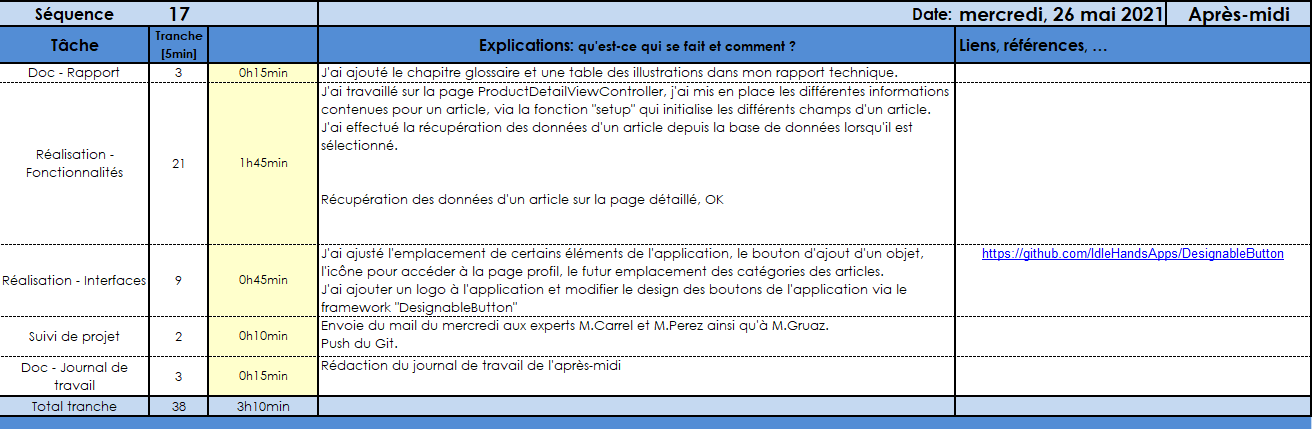 Séquence 17 Date: mercredi, 26 mai 2021 Après-midi
Tâche Tranche [5min] Explications: qu'est-ce qui se fait et comment ? Liens, références, ...
Doc - Rapport 3 0h15min J'ai ajouté le chapitre glossaire et une table des illustrations dans mon rapport technique.
Réalisation -
Fonctionnalités
21
1h45min
J'ai travaillé sur la page ProductDetailViewController, j'ai mis en place les différentes informations
contenues pour un article, via la fonction "setup" qui initialise les différents champs d'un article.
J'ai effectué la récupération des données d'un article depuis la base de données lorsqu'il est
sélectionné.
Récupération des données d'un article sur la page détaillé, OK
Réalisation - Interfaces 9 0h45min
J'ai ajusté l'emplacement de certains éléments de l'application, le bouton d'ajout d'un objet,
l'icône pour accéder à la page profil, le futur emplacement des catégories des articles.
J'ai ajouter un logo à l'application et modifier le design des boutons de l'application via le
framework "DesignableButton"
https://github.com/IdleHandsApps/DesignableButton
Suivi de projet 2 0h10min
Envoie du mail du mercredi aux experts M.Carrel et M.Perez ainsi qu'à M.Gruaz.
Push du Git.
Doc - Journal de
travail
3
0h15min
Rédaction du journal de travail de l'après-midi
Total tranche 38 3h10min